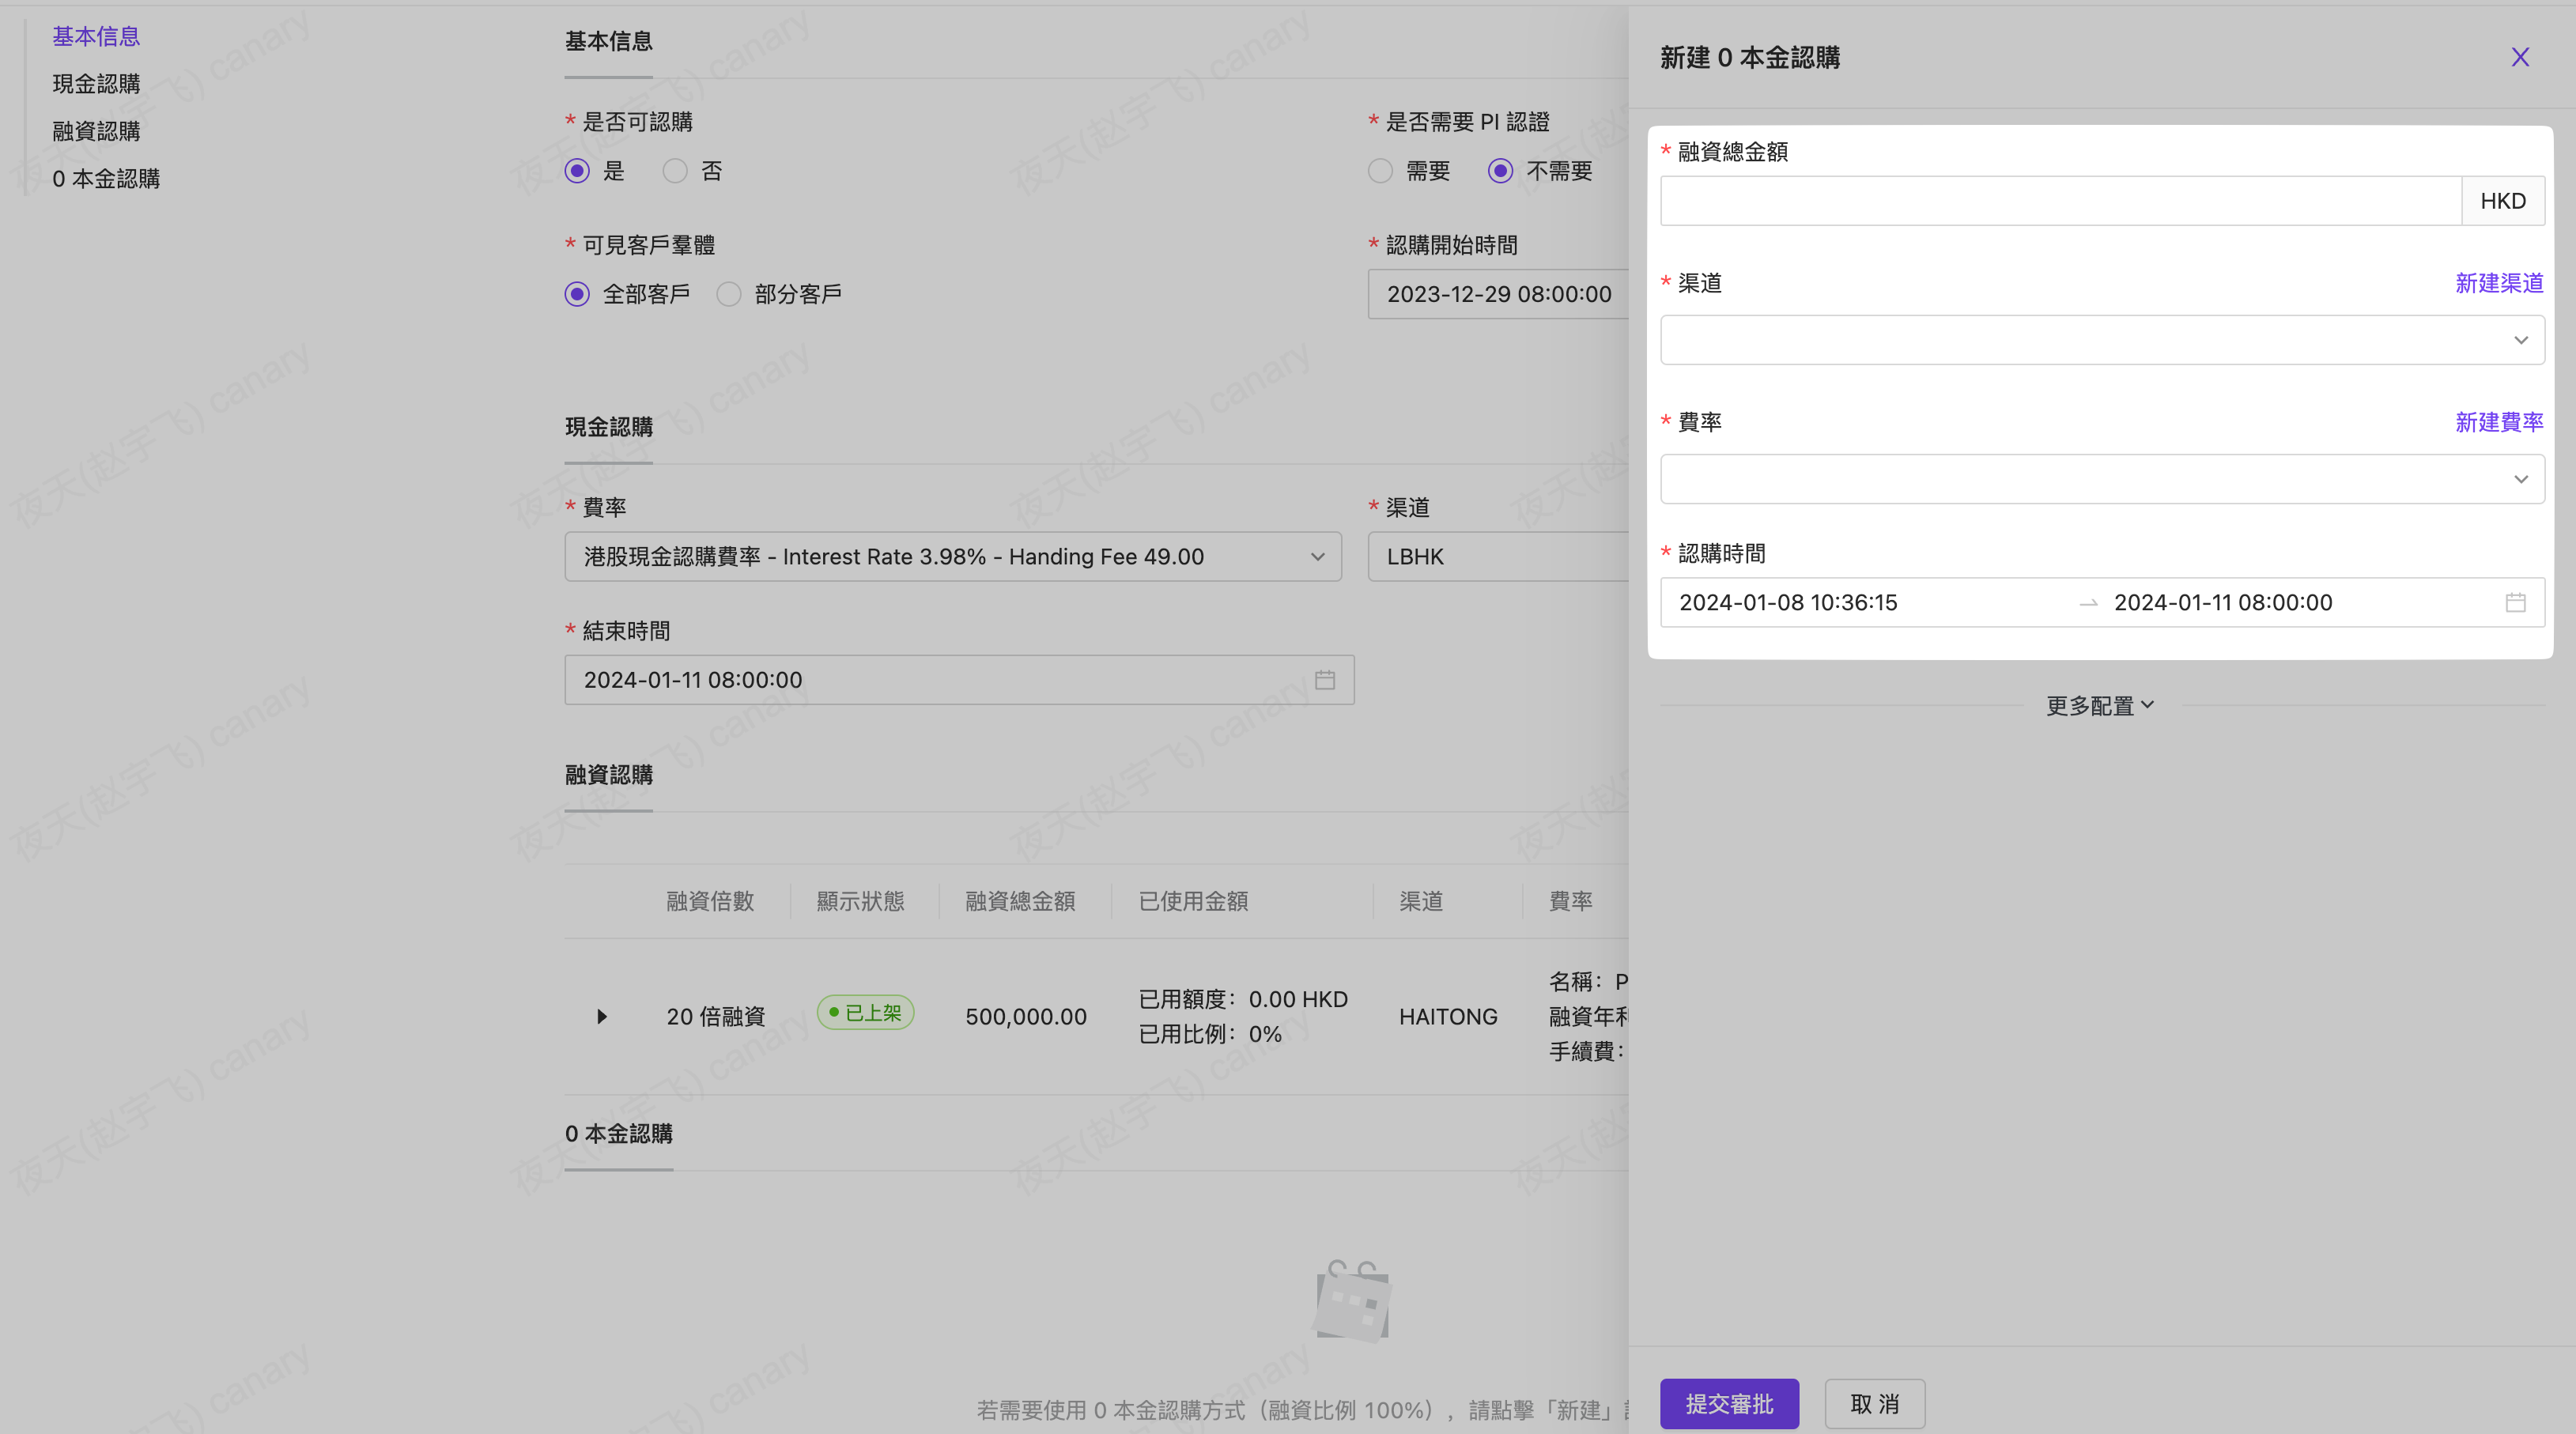 基本信息
現金認購
融資認購
0 本金認購
基本信息
* 是否可認購
是 否
* 是否需要 PI 認證
需要 不需要
* 可見客戶羣體
全部客戶 部分客戶
* 認購開始時間
2023-12-29 08:00:00
現金認購
* 費率
港股現金認購費率 - Interest Rate 3.98% - Handing Fee 49.00
* 渠道
LBHK
* 結束時間
2024-01-11 08:00:00
融資認購
融資倍數 顯示狀態 融資總金額 已使用金額 渠道 費率
20 倍融資 已上架 500,000.00
已用額度：0.00 HKD
已用比例：0%
HAITONG
名稱：P
融資年利
手續費：
0 本金認購
若需要使用 0 本金認購方式（融資比例 100%），請點擊「新建」
新建 0 本金認購
* 融資總金額
HKD
* 渠道 新建渠道
* 費率 新建費率
* 認購時間
2024-01-08 10:36:15 → 2024-01-11 08:00:00
更多配置
提交審批 取 消
夜天(赵宇飞) canary